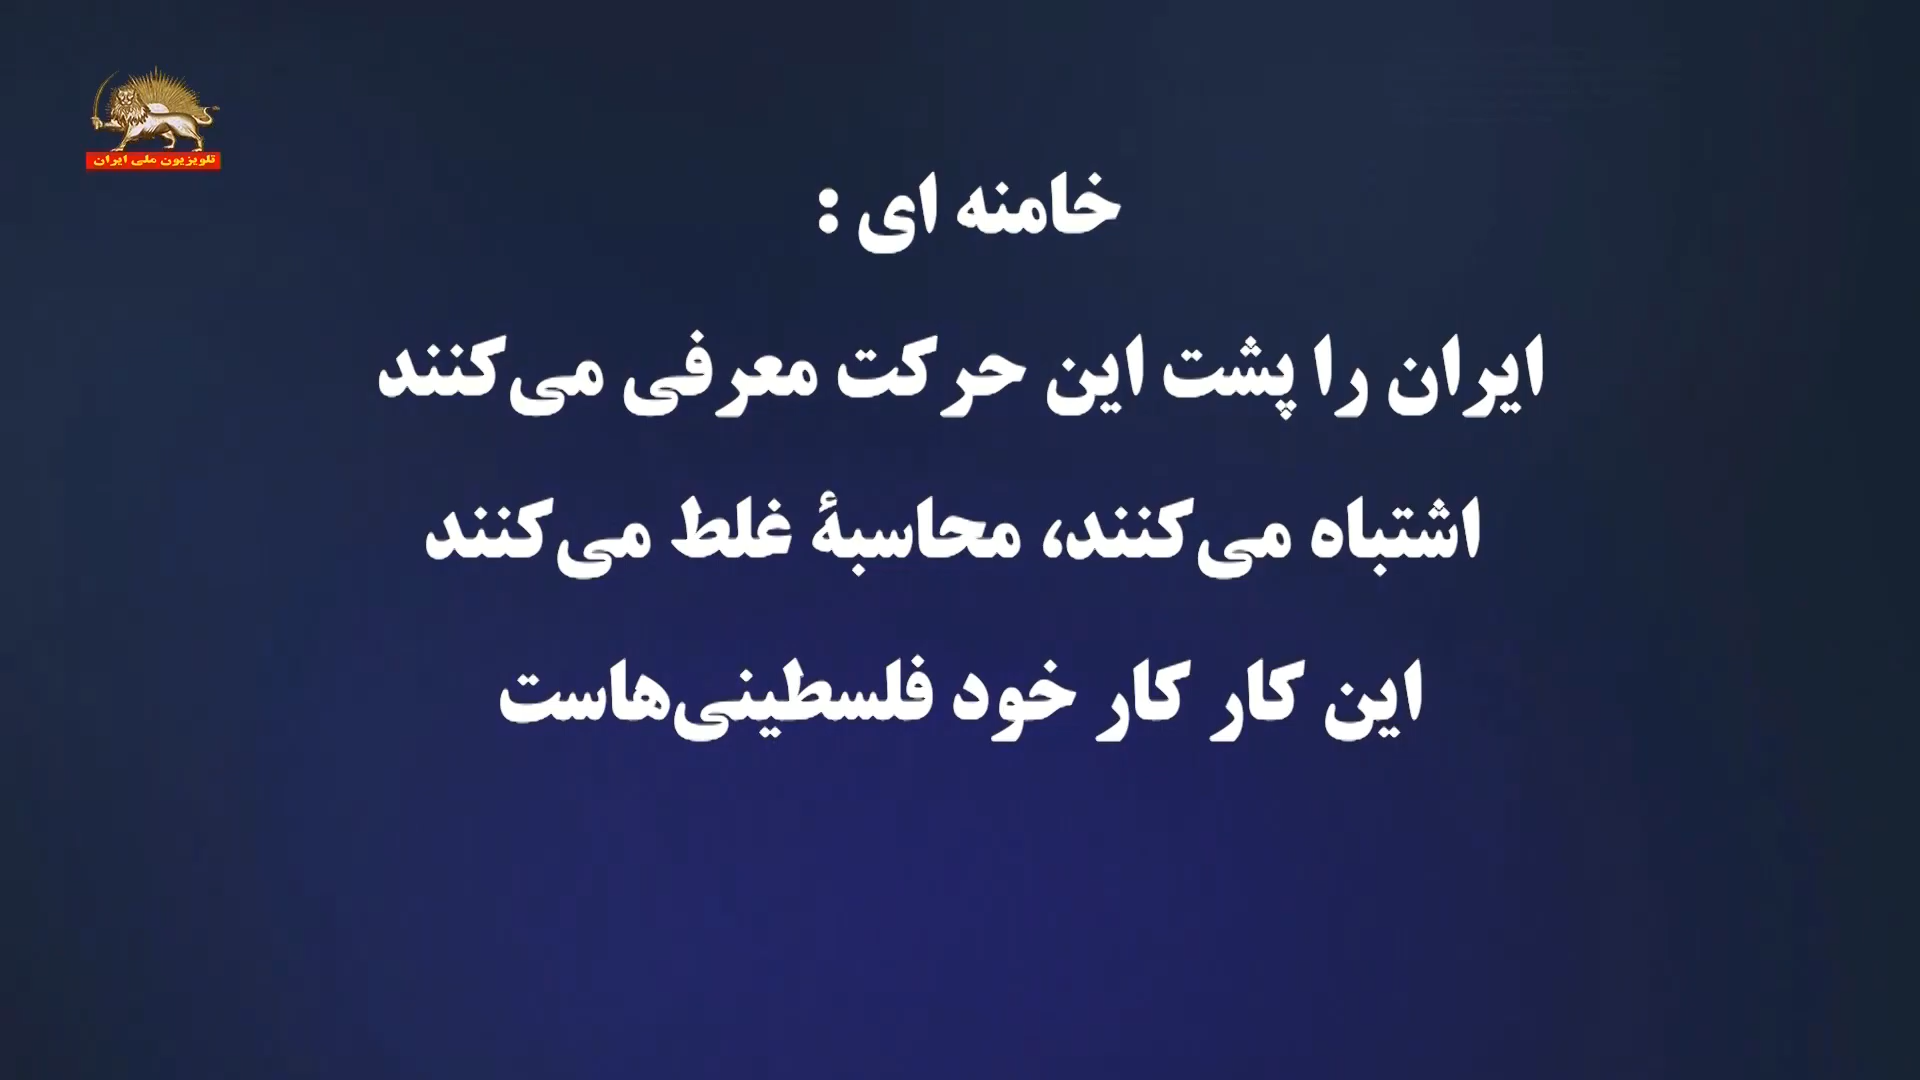 تلویزیون ملی ایران
خامنه ای :
ایران را پشت این حرکت معرفی می‌کنند
اشتباه می‌کنند، محاسبهٔ غلط می‌کنند
این کار کار خود فلسطینی‌هاست